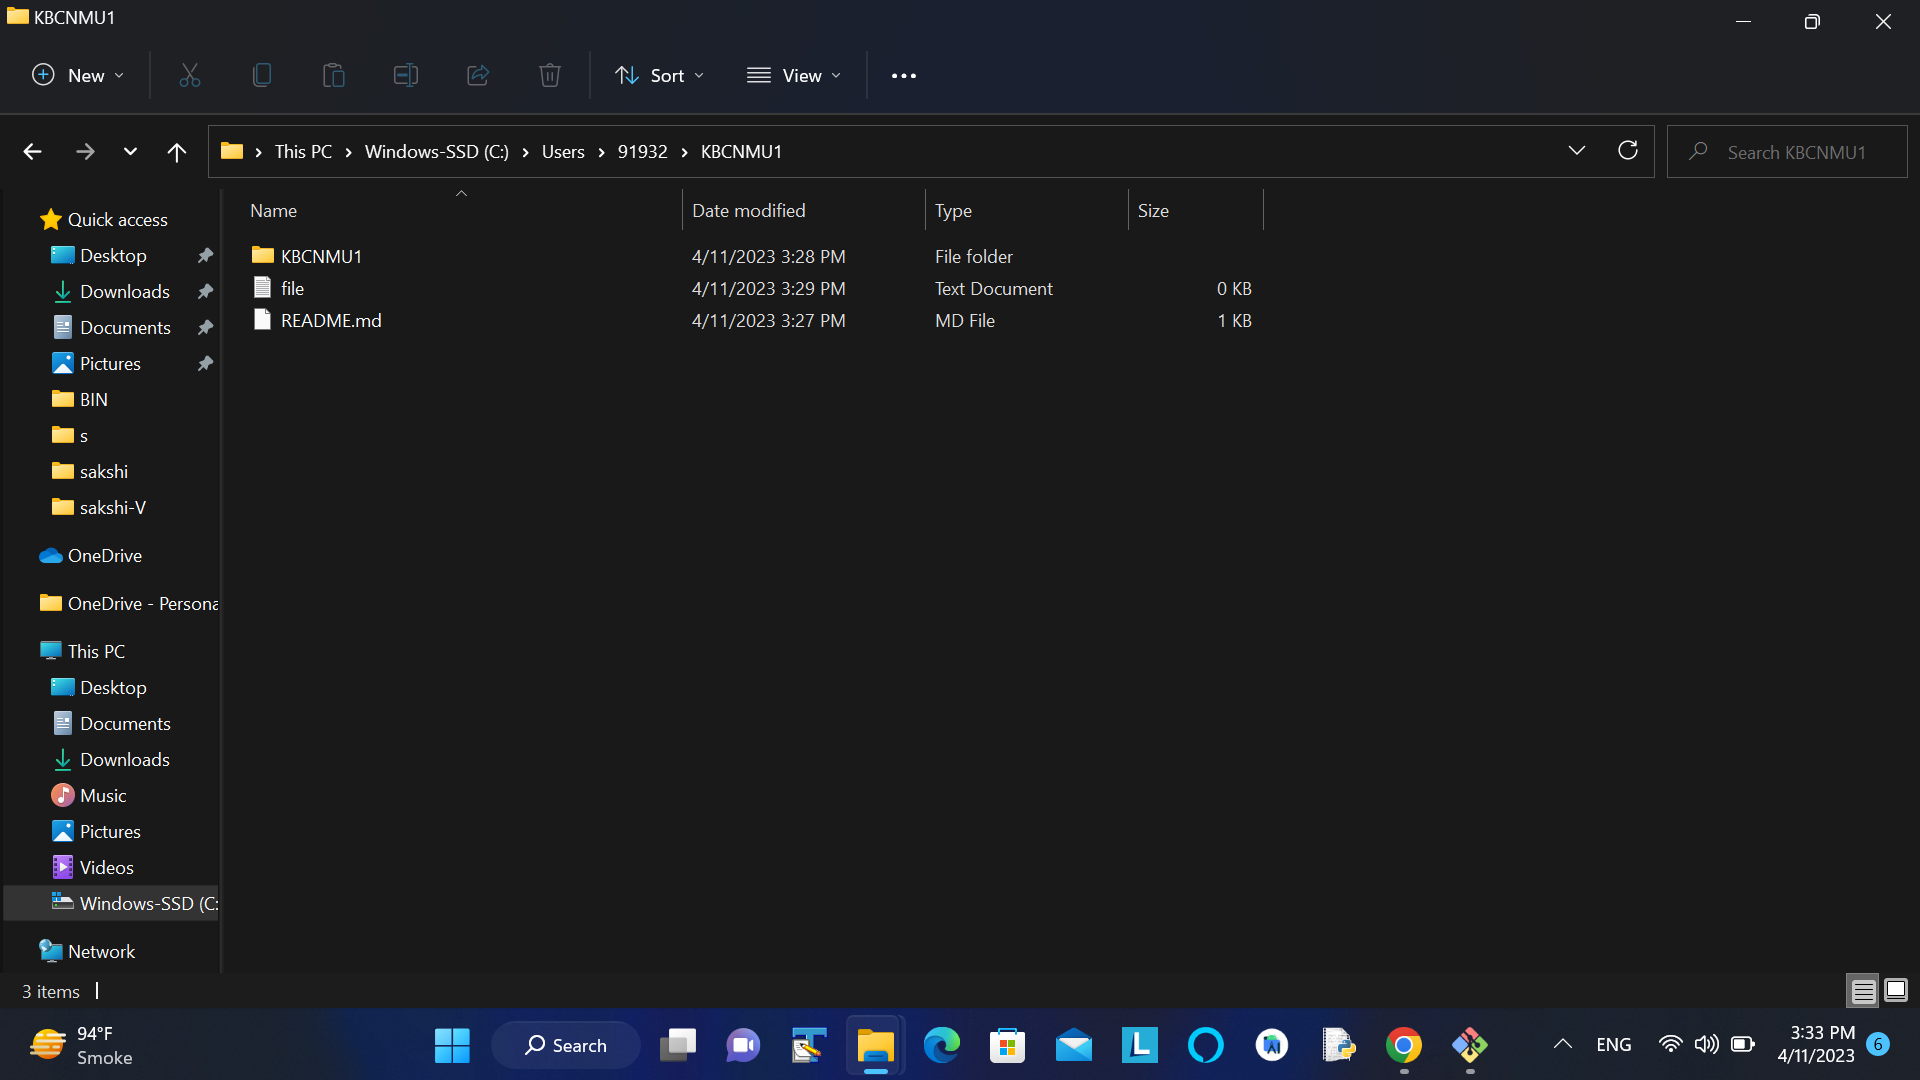 KBCNMU1
New
Sort
View
This PC > Windows-SSD (C:) > Users > 91932 > KBCNMU1
Search KBCNMU1
Name Date modified Type Size
KBCNMU1 4/11/2023 3:28 PM File folder
file 4/11/2023 3:29 PM Text Document 0 KB
README.md 4/11/2023 3:27 PM MD File 1 KB
Quick access
Desktop
Downloads
Documents
Pictures
BIN
s
sakshi
sakshi-V
OneDrive
OneDrive - Persona
This PC
Desktop
Documents
Downloads
Music
Pictures
Videos
Windows-SSD (C:
Network
3 items
94°F
Smoke
Search
L
ENG
3:33 PM
4/11/2023
6